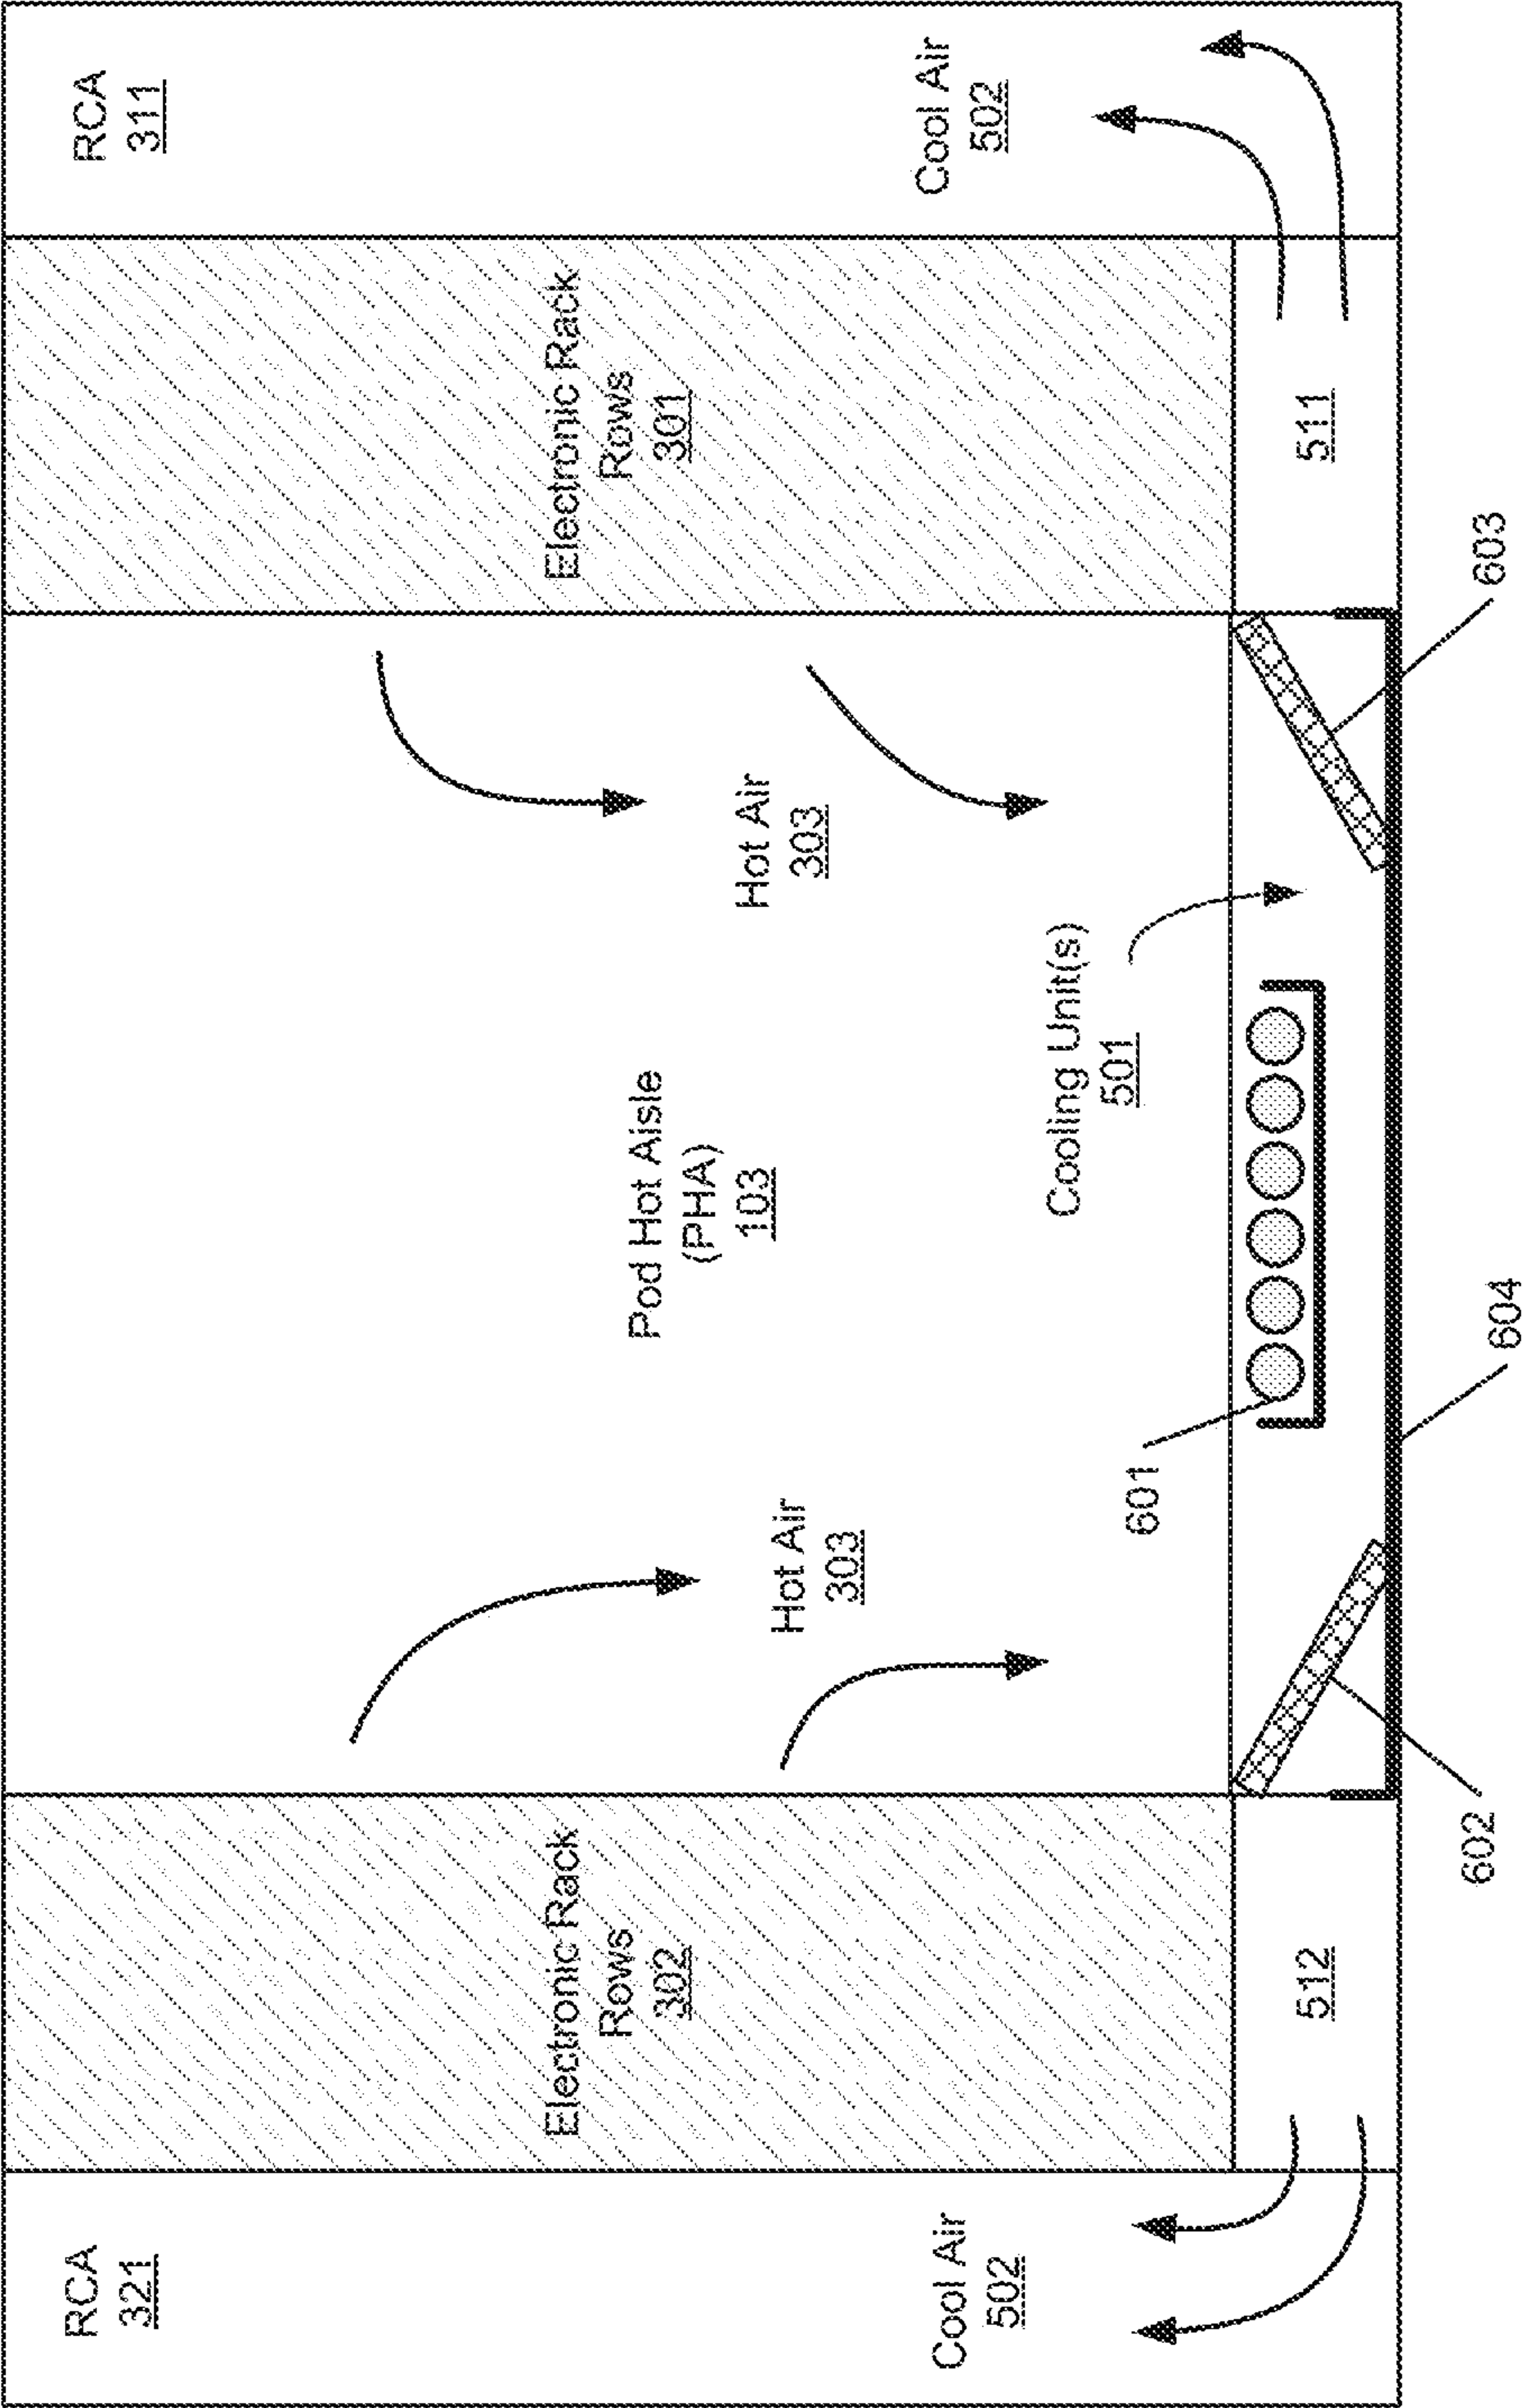 RCA
321
Electronic Rack
Rows
302
Pod Hot Aisle
(PHA)
103
Electronic Rack
Rows
301
RCA
311
Hot Air
303
Hot Air
303
Cool Air
502
Cooling Unit(s)
501
Cool Air
502
601
512
511
602
604
603